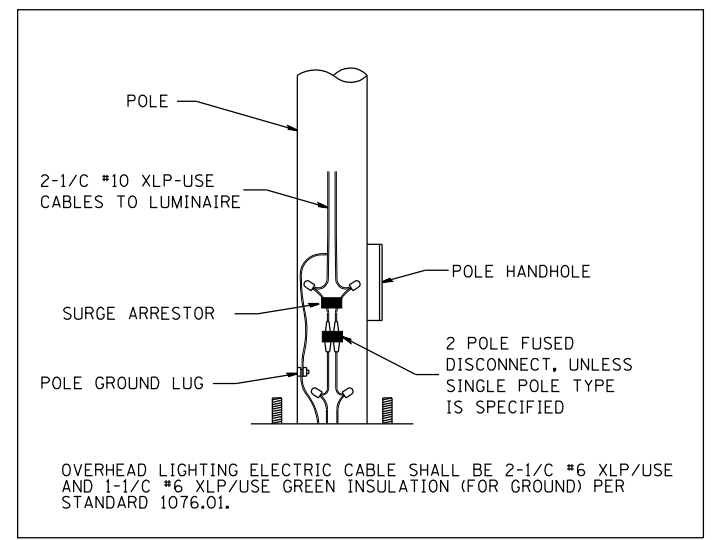 POLE
2-1/C #10 XLP-USE
CABLES TO LUMINAIRE
POLE HANDHOLE
SURGE ARRESTOR
2 POLE FUSED
DISCONNECT, UNLESS
SINGLE POLE TYPE
IS SPECIFIED
POLE GROUND LUG
OVERHEAD LIGHTING ELECTRIC CABLE SHALL BE 2-1/C #6 XLP/USE
AND 1-1/C #6 XLP/USE GREEN INSULATION (FOR GROUND) PER
STANDARD 1076.01.